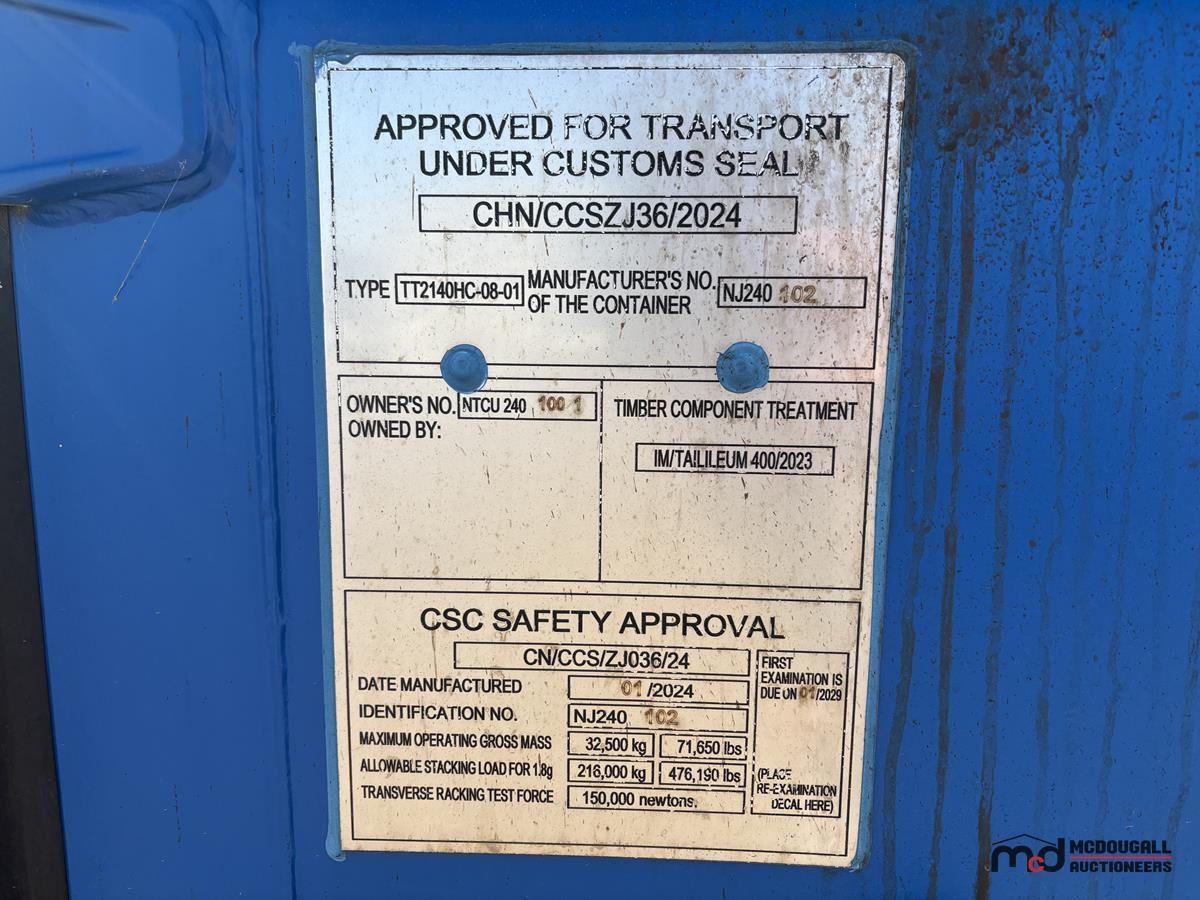 APPROVED FOR TRANSPORT
UNDER CUSTOMS SEAL
CHN/CCSZJ36/2024
TYPE TT2140HC-08-01 MANUFACTURER'S NO. OF THE CONTAINER NJ240 102
OWNER'S NO. NTCU 240 100 1
OWNED BY:
TIMBER COMPONENT TREATMENT
IM/TAILILEUM 400/2023
CSC SAFETY APPROVAL
CN/CCS/ZJ036/24
DATE MANUFACTURED 01/2024
IDENTIFICATION NO. NJ240 102
MAXIMUM OPERATING GROSS MASS 32,500 kg 71,650 lbs
ALLOWABLE STACKING LOAD FOR 1.8g 216,000 kg 476,190 lbs
TRANSVERSE RACKING TEST FORCE 150,000 newtons.
FIRST
EXAMINATION IS
DUE ON 01/2029
(PLACE
RE-EXAMINATION
DECAL HERE)
mcd MCDOUGALL
AUCTIONEERS